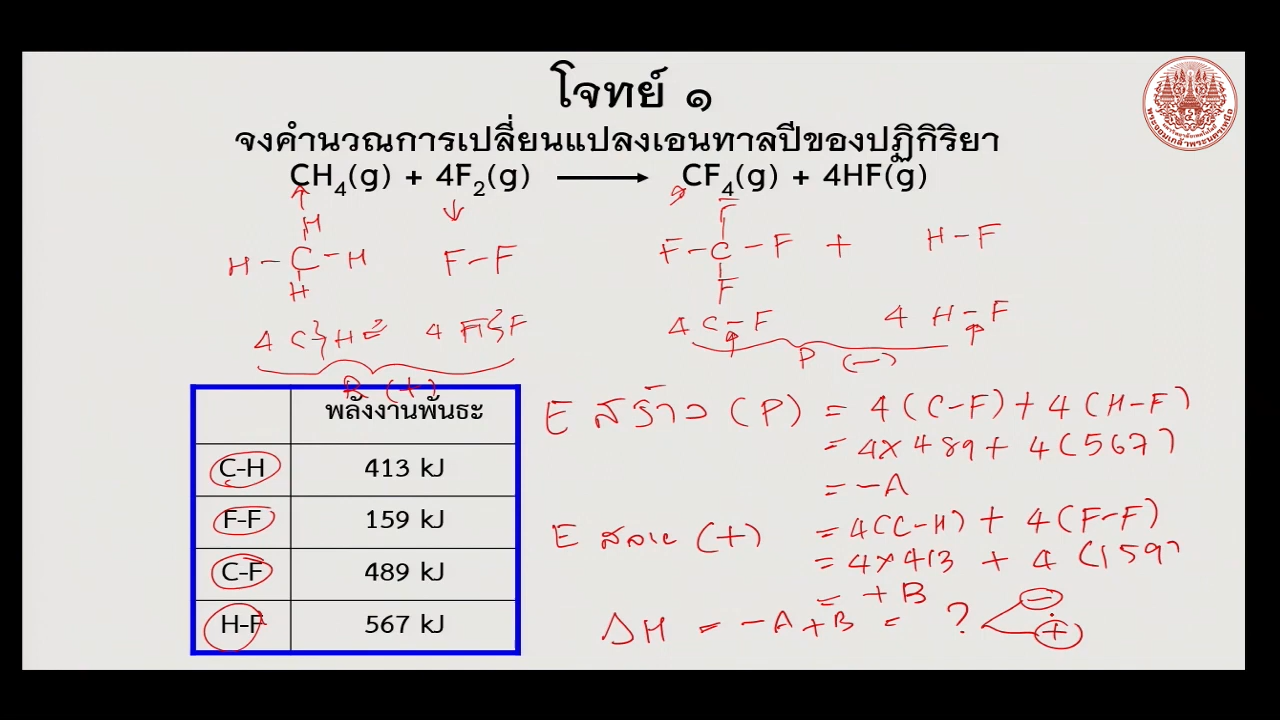 โจทย์ ๑
จงคำนวณการเปลี่ยนแปลงเอนทาลปีของปฏิกิริยา
CH4(g) + 4F2(g) → CF4(g) + 4HF(g)
H
H-C-H
H
F-F
F
F-C-F + H-F
F
4 C H
4 F F
4 C-F
4 H-F
R (+)
P (-)
พลังงานพันธะ
C-H 413 kJ
F-F 159 kJ
C-F 489 kJ
H-F 567 kJ
E สร้าง (P) = 4(C-F) + 4(H-F)
= 4×489 + 4(567)
= -A
E สลาย (+) = 4(C-H) + 4(F-F)
= 4×413 + 4(159)
= +B
ΔH = -A+B = ? - +